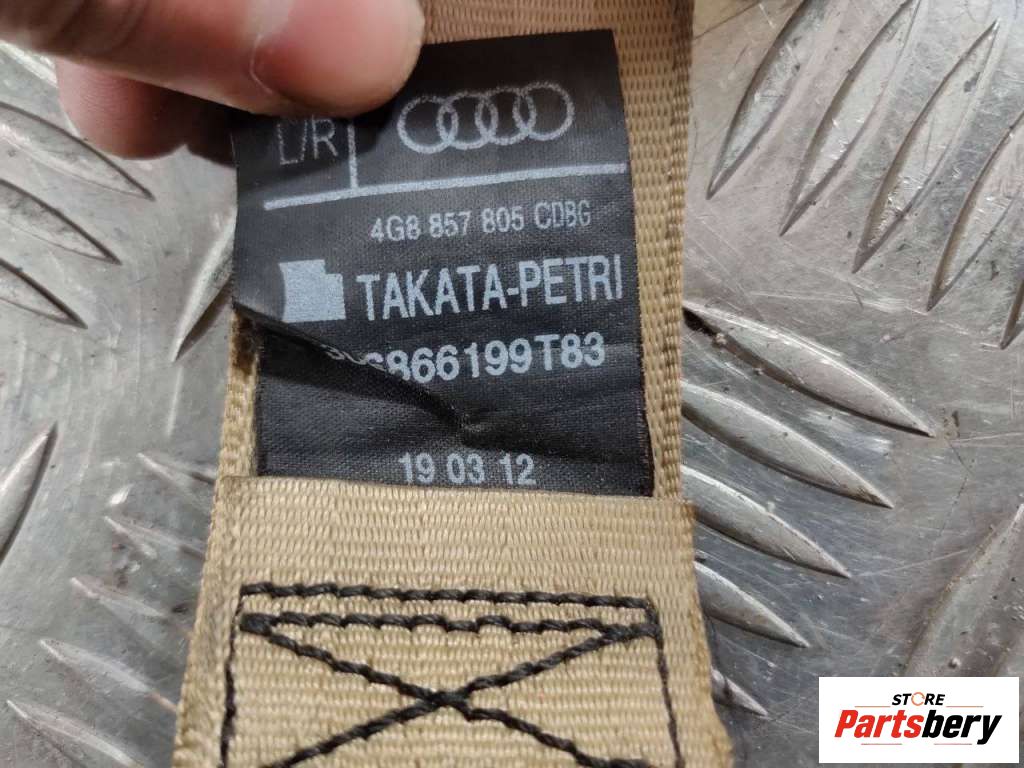 L/R
4G8 857 805 CDBG
TAKATA-PETRI
866199T83
19 03 12
STORE
Partsbery